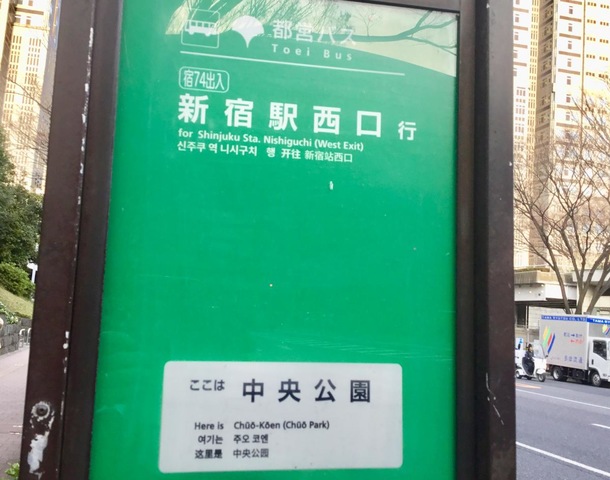 都営バス
Toei Bus
宿74出入
新宿駅西口 行
for Shinjuku Sta. Nishiguchi (West Exit)
신주쿠 역 니시구치 행 开往 新宿站西口
ここは 中央公園
Here is Chūō-Kōen (Chūō Park)
여기는 주오 코엔
这里是 中央公園